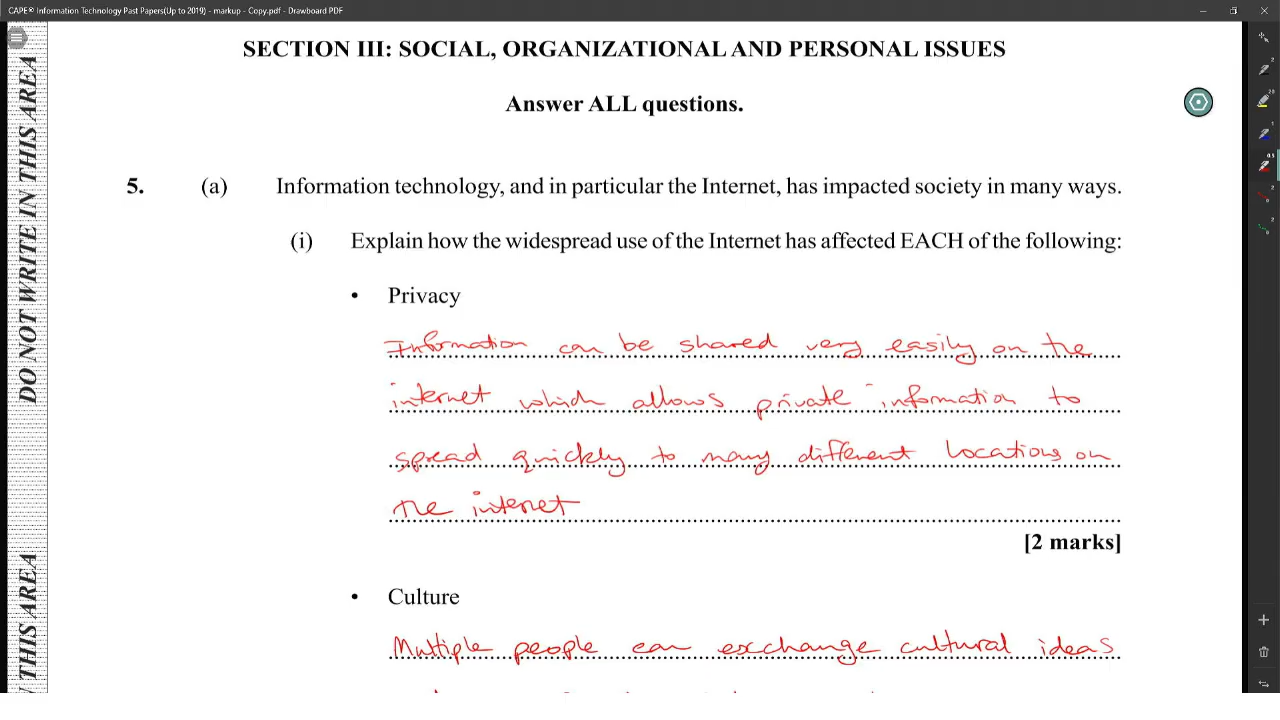 CAPE® Information Technology Past Papers(Up to 2019) - markup - Copy.pdf - Drawboard PDF
SECTION III: SOCIAL, ORGANIZATIONAL AND PERSONAL ISSUES
Answer ALL questions.
5. (a) Information technology, and in particular the Internet, has impacted society in many ways.
(i) Explain how the widespread use of the Internet has affected EACH of the following:
• Privacy
Information can be shared very easily on the
internet which allows private information to
spread quickly to many different locations on
the internet
[2 marks]
• Culture
Multiple people can exchange cultural ideas
DO NOT WRITE IN THIS AREA
THIS AREA